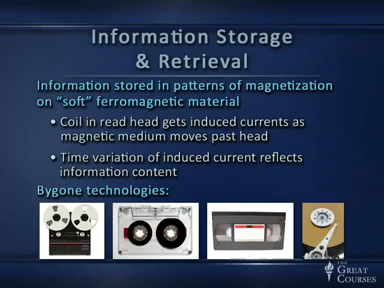 Information Storage
& Retrieval
Information stored in patterns of magnetization
on “soft” ferromagnetic material
• Coil in read head gets induced currents as
magnetic medium moves past head
• Time variation of induced current reflects
information content
Bygone technologies:
THE
GREAT
COURSES